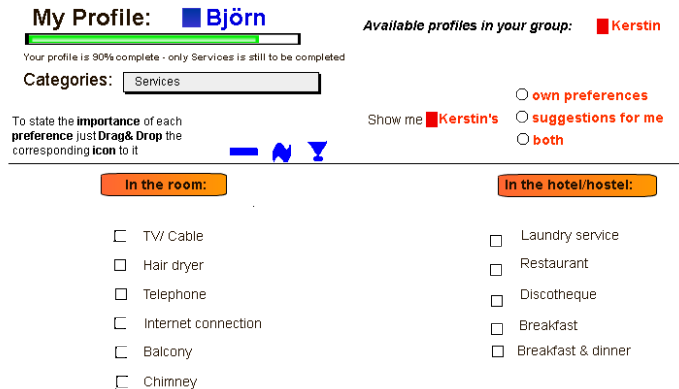 My Profile: Björn
Available profiles in your group: Kerstin
Your profile is 90% complete - only Services is still to be completed
Categories: Services
To state the importance of each
preference just Drag& Drop the
corresponding icon to it
Show me Kerstin's
own preferences
suggestions for me
both
In the room:
TV/ Cable
Hair dryer
Telephone
Internet connection
Balcony
Chimney
In the hotel/hostel:
Laundry service
Restaurant
Discotheque
Breakfast
Breakfast & dinner